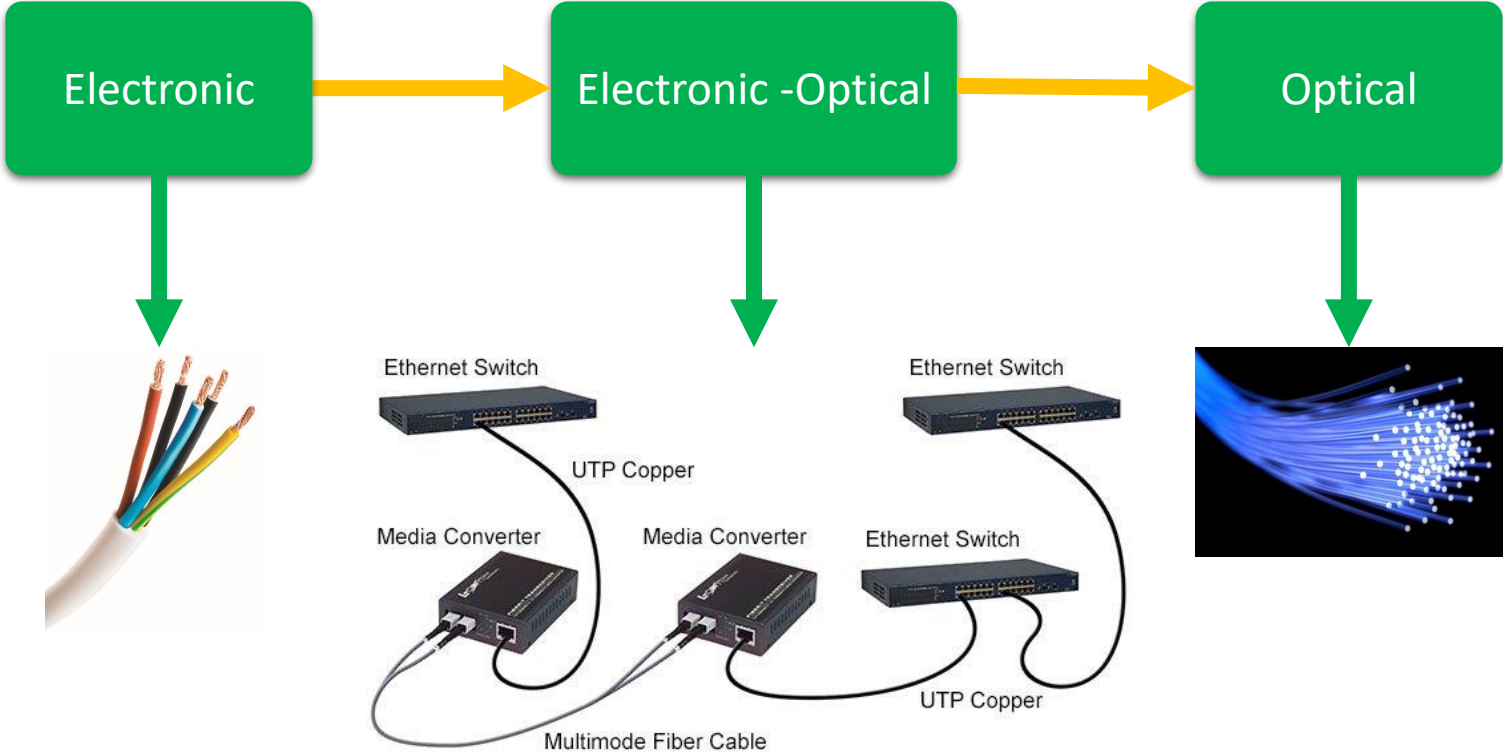 Electronic
Electronic -Optical
Optical
Ethernet Switch
Ethernet Switch
UTP Copper
Media Converter
Media Converter
Ethernet Switch
UTP Copper
Multimode Fiber Cable